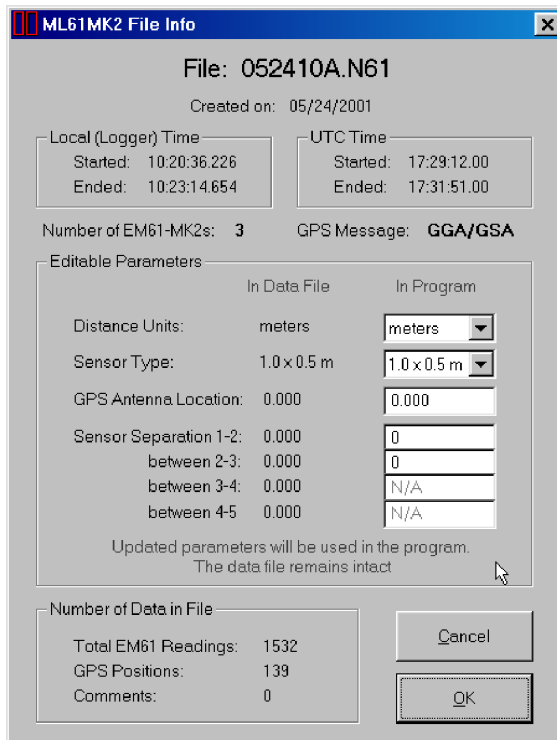 ML61MK2 File Info
File: 052410A.N61
Created on: 05/24/2001
Local (Logger) Time
Started: 10:20:36.226
Ended: 10:23:14.654
UTC Time
Started: 17:29:12.00
Ended: 17:31:51.00
Number of EM61-MK2s: 3
GPS Message: GGA/GSA
Editable Parameters
In Data File In Program
Distance Units: meters meters
Sensor Type: 1.0 x 0.5 m 1.0 x 0.5 m
GPS Antenna Location: 0.000 0.000
Sensor Separation 1-2: 0.000 0
between 2-3: 0.000 0
between 3-4: 0.000 N/A
between 4-5 0.000 N/A
Updated parameters will be used in the program.
The data file remains intact
Number of Data in File
Total EM61 Readings: 1532
GPS Positions: 139
Comments: 0
Cancel
OK